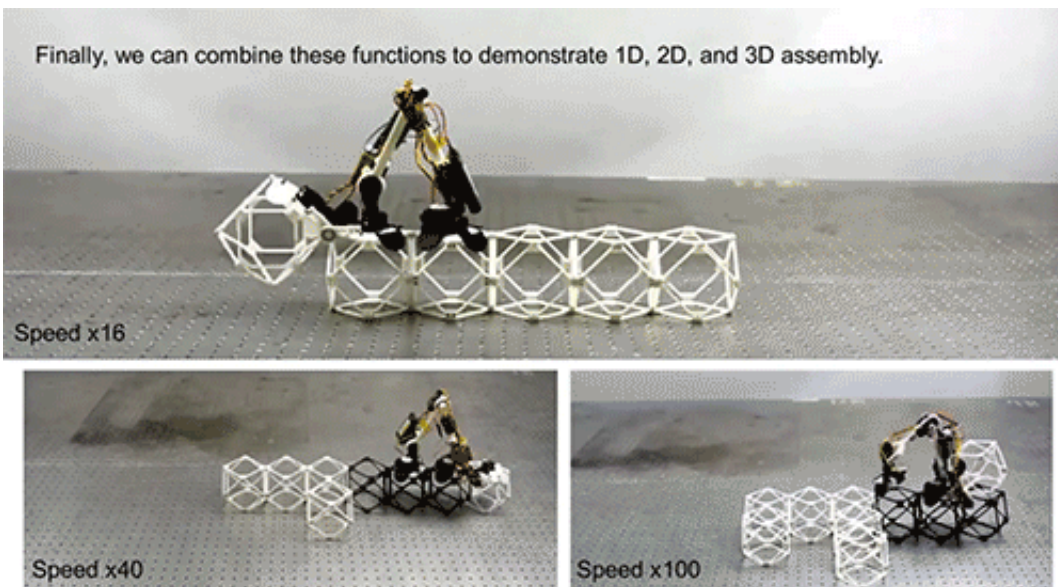 Finally, we can combine these functions to demonstrate 1D, 2D, and 3D assembly.
Speed x16
Speed x40
Speed x100